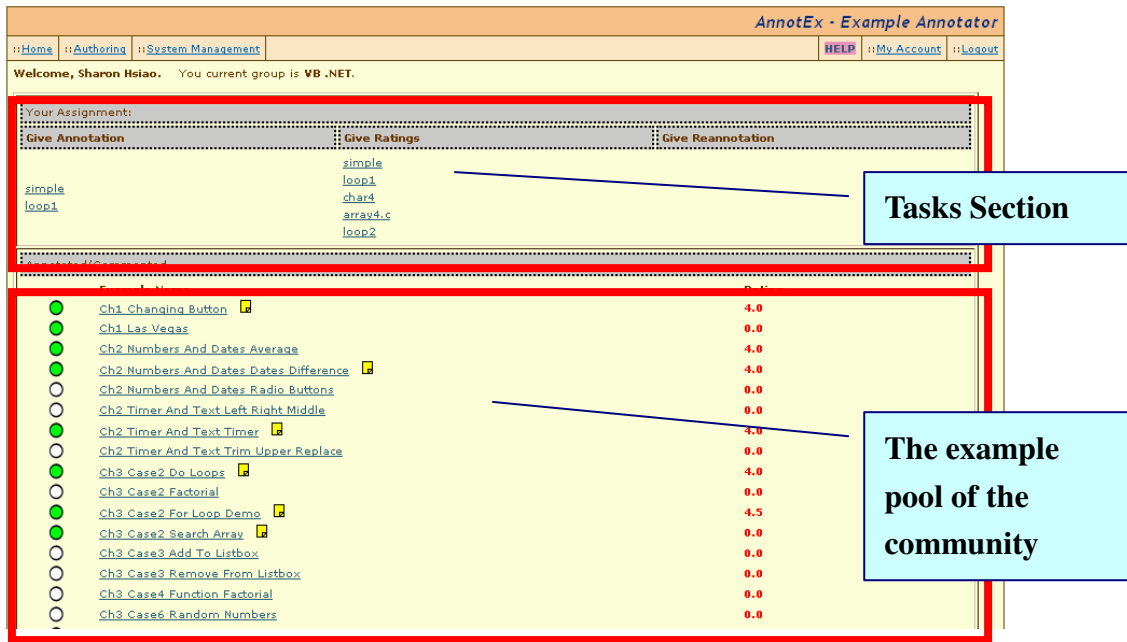 AnnotEx - Example Annotator
::Home ::Authoring ::System Management HELP ::My Account ::Logout
Welcome, Sharon Hsiao. You current group is VB .NET.
Your Assignment:
Give Annotation Give Ratings Give Reannotation
simple
loop1
simple
loop1
char4
array4.c
loop2
Tasks Section
Annotated/Commented
Example Name Rating
Ch1 Changing Button 4.0
Ch1 Las Vegas 0.0
Ch2 Numbers And Dates Average 4.0
Ch2 Numbers And Dates Dates Difference 4.0
Ch2 Numbers And Dates Radio Buttons 0.0
Ch2 Timer And Text Left Right Middle 0.0
Ch2 Timer And Text Timer 4.0
Ch2 Timer And Text Trim Upper Replace 0.0
Ch3 Case2 Do Loops 4.0
Ch3 Case2 Factorial 0.0
Ch3 Case2 For Loop Demo 4.5
Ch3 Case2 Search Array 0.0
Ch3 Case3 Add To Listbox 0.0
Ch3 Case3 Remove From Listbox 0.0
Ch3 Case4 Function Factorial 0.0
Ch3 Case6 Random Numbers 0.0
The example
pool of the
community